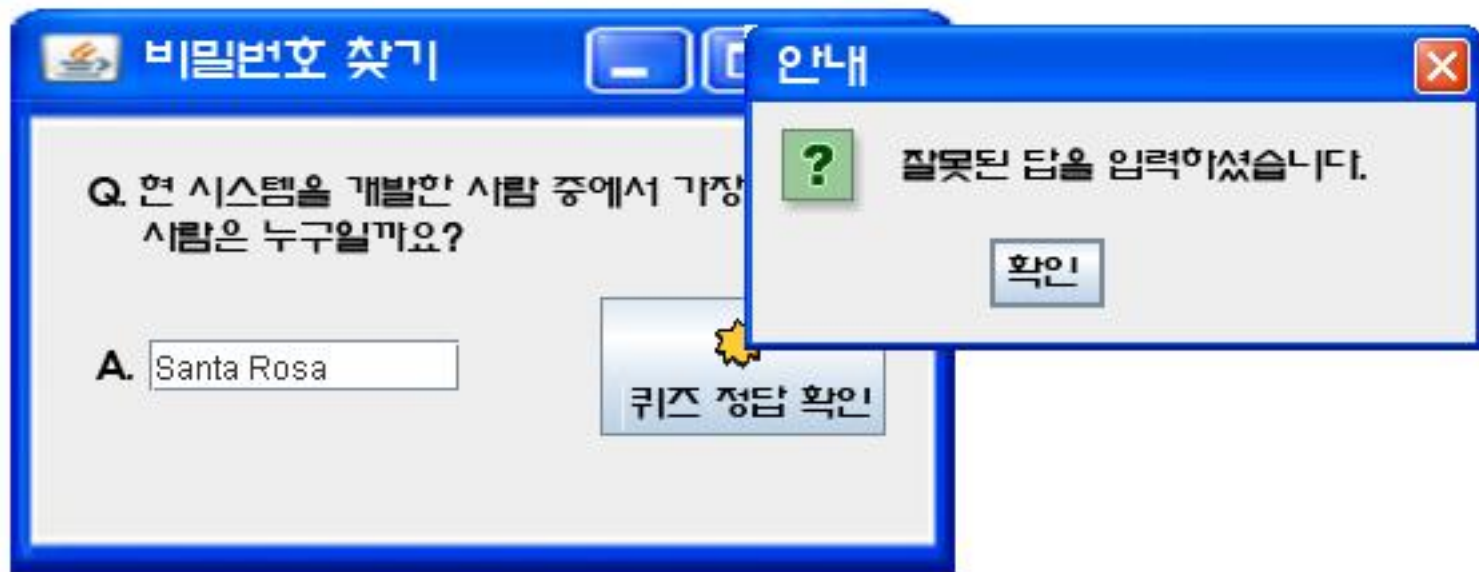 비밀번호 찾기
Q. 현 시스템을 개발한 사람 중에서 가장
사람은 누구일까요?
A. Santa Rosa
퀴즈 정답 확인
안내
? 잘못된 답을 입력하셨습니다.
확인